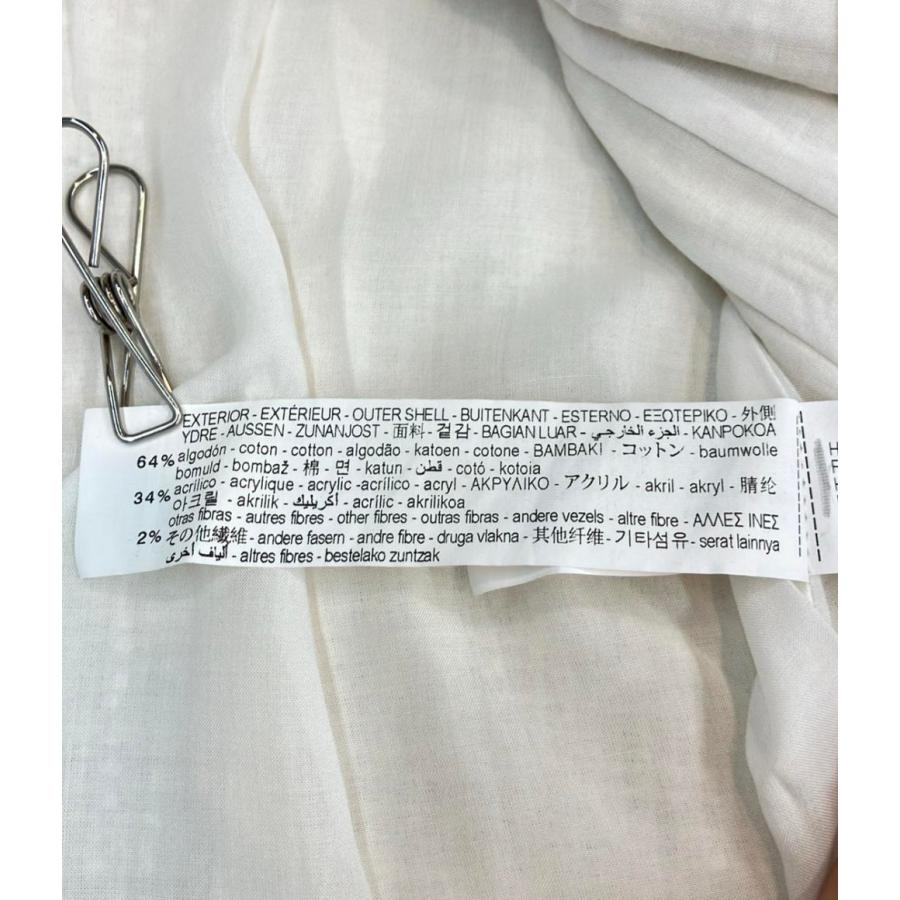 EXTERIOR - EXTÉRIEUR - OUTER SHELL - BUITENKANT - ESTERNO - ΕΞΩΤΕΡΙΚΟ - 外側
YDRE - AUSSEN - ZUNANJOST - 面料 - 겉감 - BAGIAN LUAR - الجزء الخارجي - KANPOKOA
64% algodón - coton - cotton - algodão - katoen - cotone - ΒΑΜΒΑΚΙ - コットン - baumwolle
bomuld - bombaž - 棉 - 면 - katun - قطن - cotó - kotoia
34% acrílico - acrylique - acrylic -acrílico - acryl - ΑΚΡΥΛΙΚΟ - アクリル - akril - akryl - 腈纶
아크릴 - akrilik - أكريليك - acrílic - akrilikoa
otras fibras - autres fibres - other fibres - outras fibras - andere vezels - altre fibre - ΑΛΛΕΣ ΙΝΕΣ
2% その他繊維 - andere fasern - andre fibre - druga vlakna - 其他纤维 - 기타섬유 - serat lainnya
ألياف أخرى - altres fibres - bestelako zuntzak